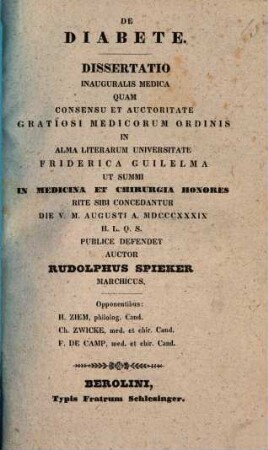 DE
DIABETE.
DISSERTATIO
INAUGURALIS MEDICA
QUAM
CONSENSU ET AUCTORITATE
GRATIOSI MEDICORUM ORDINIS
IN
ALMA LITERARUM UNIVERSITATE
FRIDERICA GUILELMA
UT SUMMI
IN MEDICINA ET CHIRURGIA HONORES
RITE SIBI CONCEDANTUR
DIE V. M. AUGUSTI A. MDCCCXXXIX
H. L. Q. S.
PUBLICE DEFENDET
AUCTOR
RUDOLPHUS SPIEKER
MARCHICUS.
Opponentibus:
H. ZIEM, philolog. Cand.
Ch. ZWICKE, med. et chir. Cand.
F. DE CAMP, med. et chir. Cand.
BEROLINI,
Typis Fratrum Schlesinger.